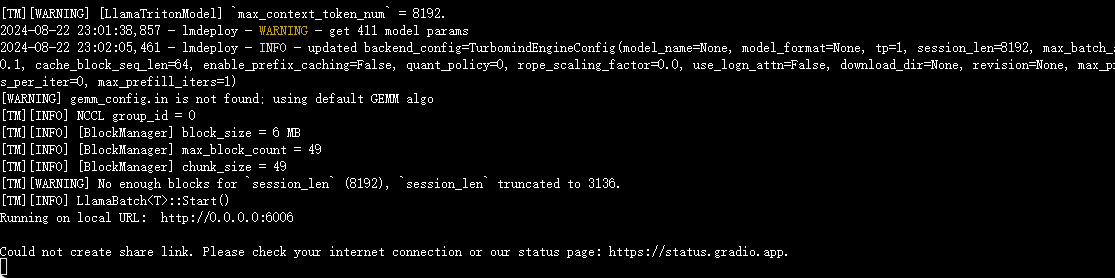 [TM][WARNING] [LlamaTritonModel] `max_context_token_num` = 8192.
2024-08-22 23:01:38,857 - lmdeploy - WARNING - get 411 model params
2024-08-22 23:02:05,461 - lmdeploy - INFO - updated backend_config=TurbomindEngineConfig(model_name=None, model_format=None, tp=1, session_len=8192, max_batch_s
0.1, cache_block_seq_len=64, enable_prefix_caching=False, quant_policy=0, rope_scaling_factor=0.0, use_logn_attn=False, download_dir=None, revision=None, max_pr
s_per_iter=0, max_prefill_iters=1)
[WARNING] gemm_config.in is not found; using default GEMM algo
[TM][INFO] NCCL group_id = 0
[TM][INFO] [BlockManager] block_size = 6 MB
[TM][INFO] [BlockManager] max_block_count = 49
[TM][INFO] [BlockManager] chunk_size = 49
[TM][WARNING] No enough blocks for `session_len` (8192), `session_len` truncated to 3136.
[TM][INFO] LlamaBatch<T>::Start()
Running on local URL:  http://0.0.0.0:6006
Could not create share link. Please check your internet connection or our status page: https://status.gradio.app.